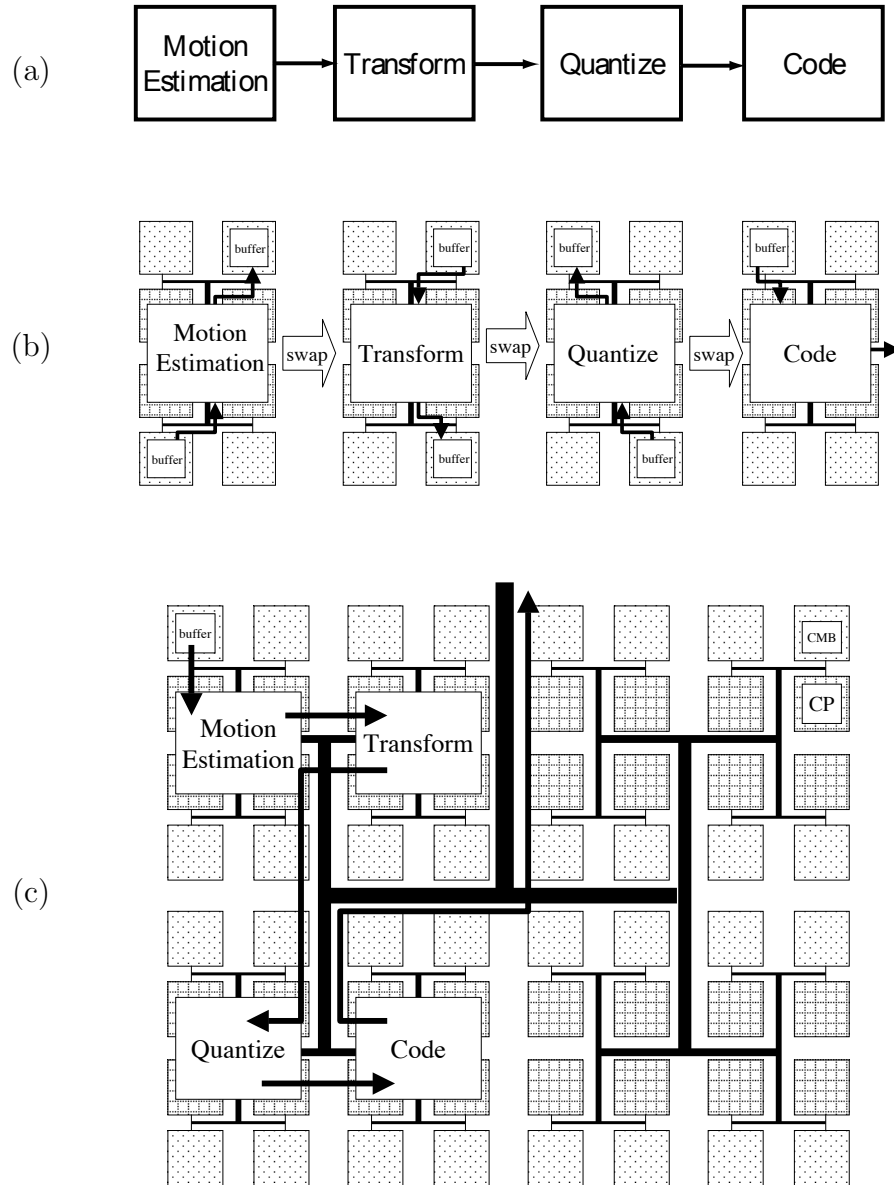 (a)
Motion
Estimation
Transform
Quantize
Code
(b)
buffer
buffer
buffer
buffer
Motion
Estimation
swap
Transform
swap
Quantize
swap
Code
buffer
buffer
buffer
(c)
buffer
CMB
CP
Motion
Estimation
Transform
Quantize
Code